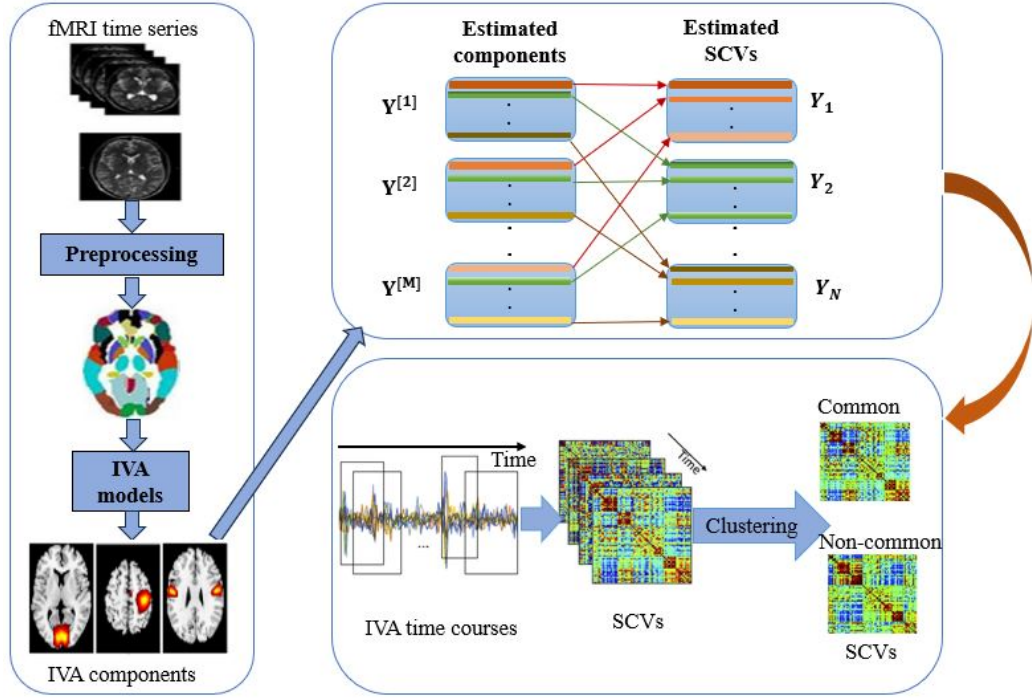 fMRI time series
Preprocessing
IVA
models
IVA components
Estimated
components
Estimated
SCVs
Y[1]
Y[2]
Y[M]
Y1
Y2
YN
Time
...
IVA time courses
Time
SCVs
Clustering
Common
Non-common
SCVs